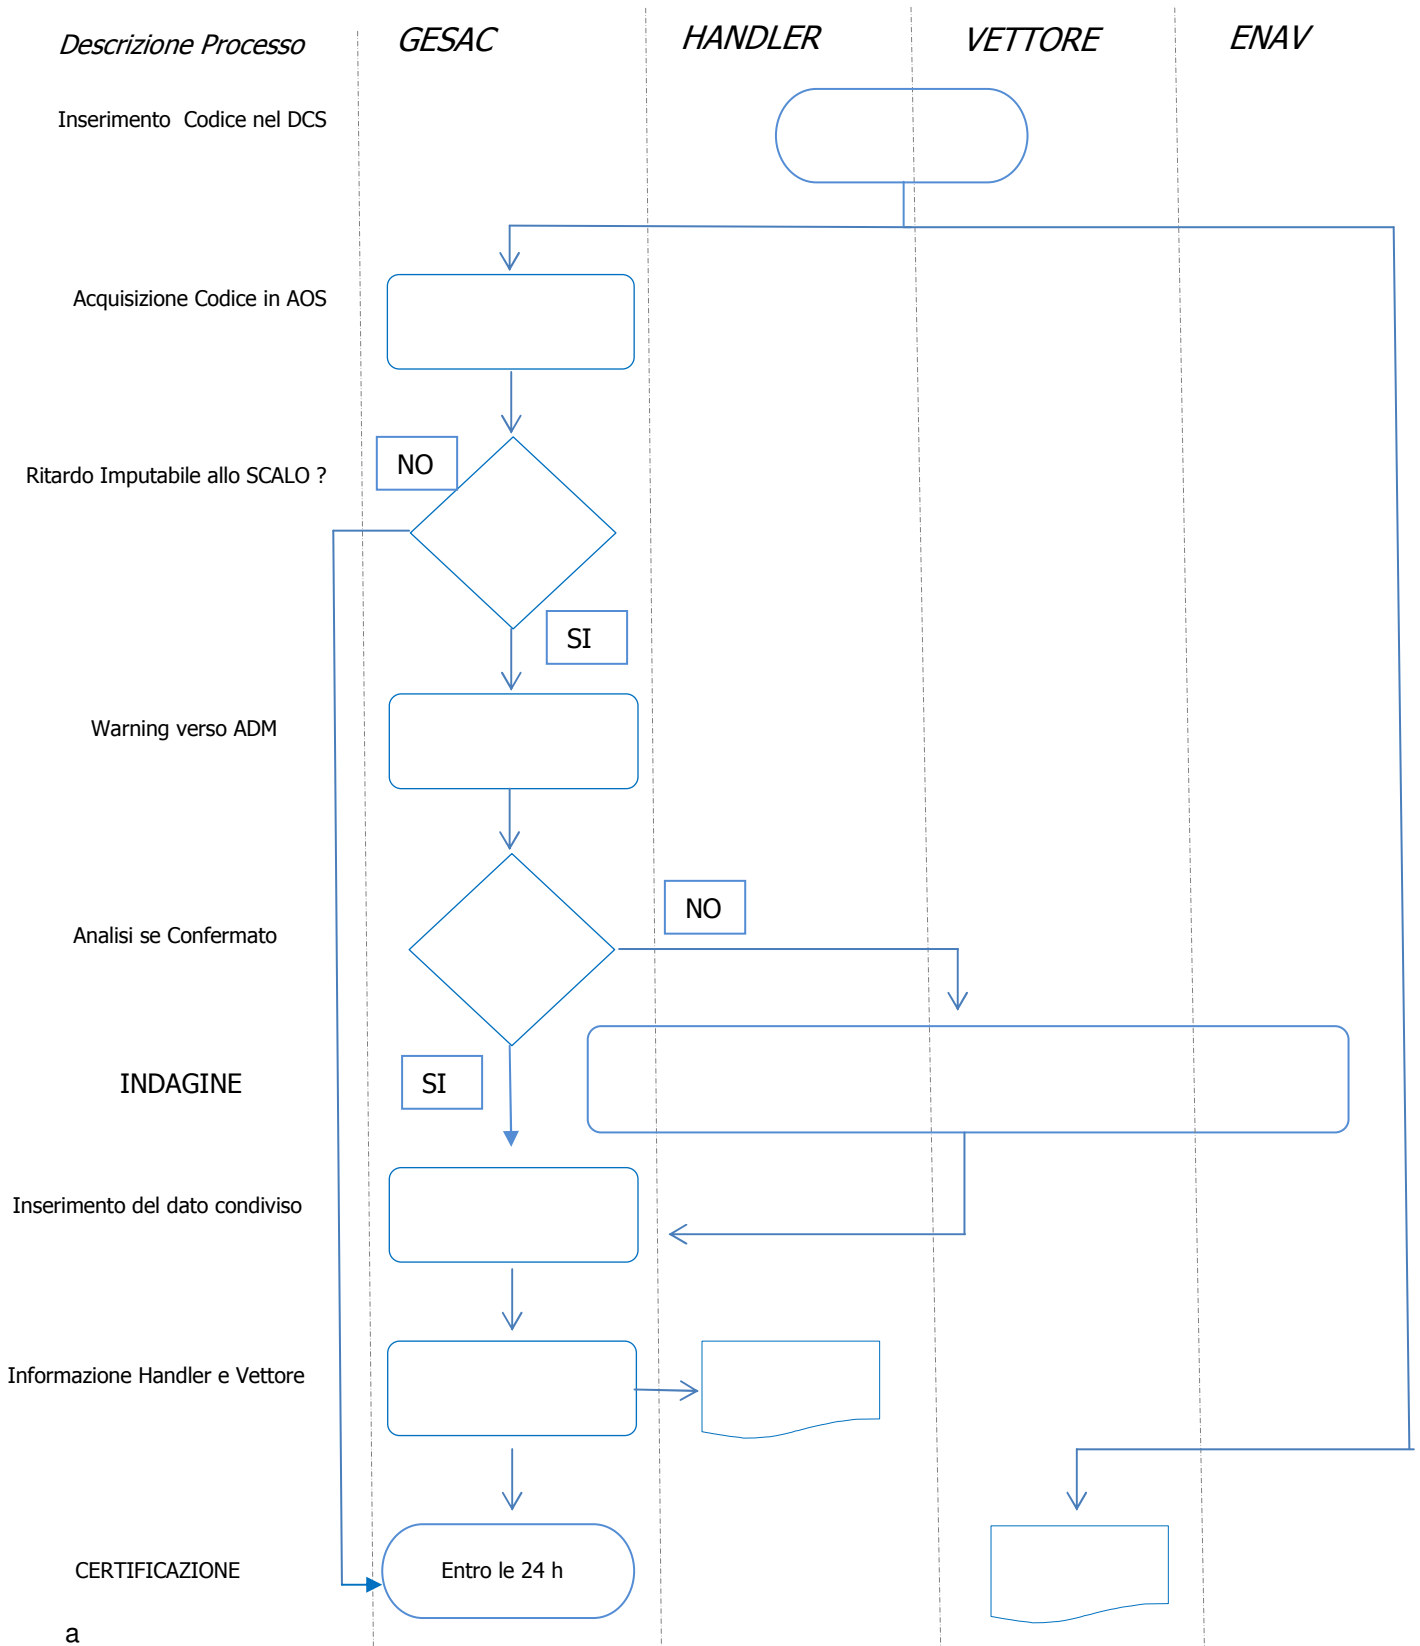 Descrizione Processo GESAC HANDLER VETTORE ENAV
Inserimento Codice nel DCS
Acquisizione Codice in AOS
NO
Ritardo Imputabile allo SCALO ?
SI
Warning verso ADM
NO
Analisi se Confermato
INDAGINE
SI
Inserimento del dato condiviso
Informazione Handler e Vettore
CERTIFICAZIONE
Entro le 24 h
a